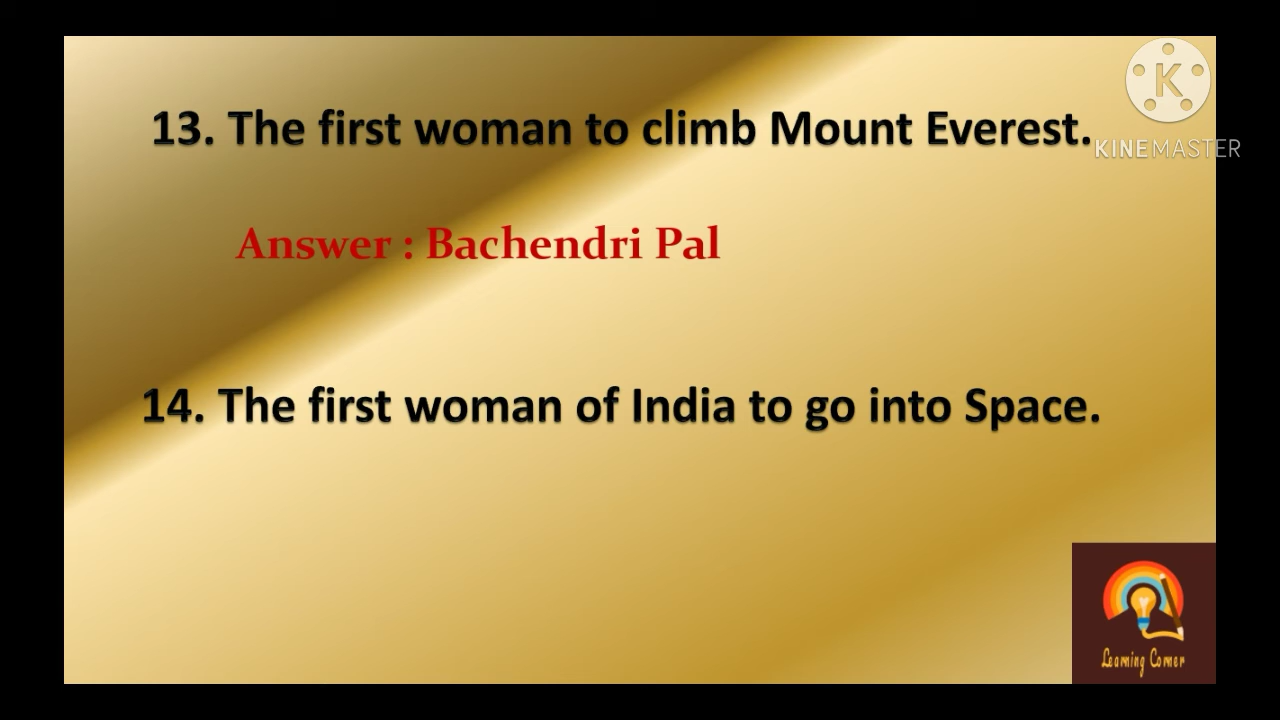 K
KINEMASTER
13. The first woman to climb Mount Everest.
Answer : Bachendri Pal
14. The first woman of India to go into Space.
Learning Corner